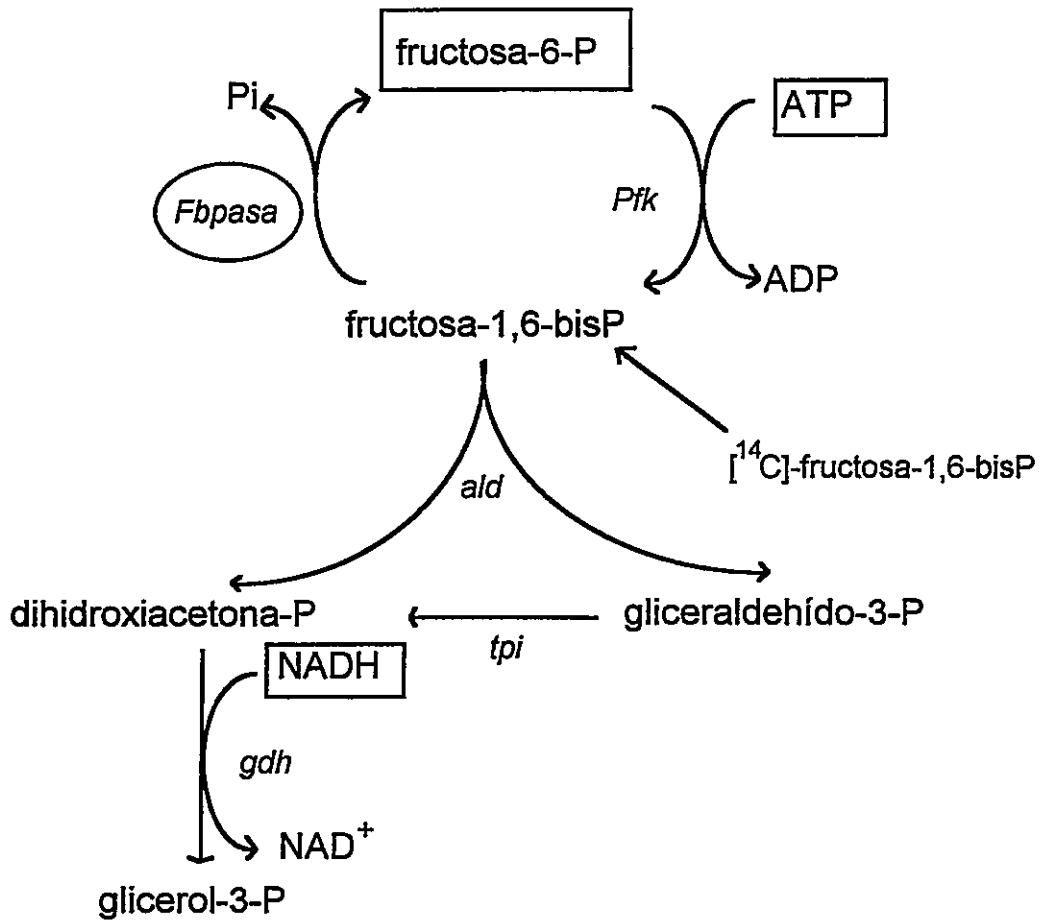 fructosa-6-P
Pi
ATP
Fbpasa
Pfk
ADP
fructosa-1,6-bisP
[¹⁴C]-fructosa-1,6-bisP
ald
dihidroxiacetona-P
gliceraldehído-3-P
tpi
NADH
gdh
NAD⁺
glicerol-3-P